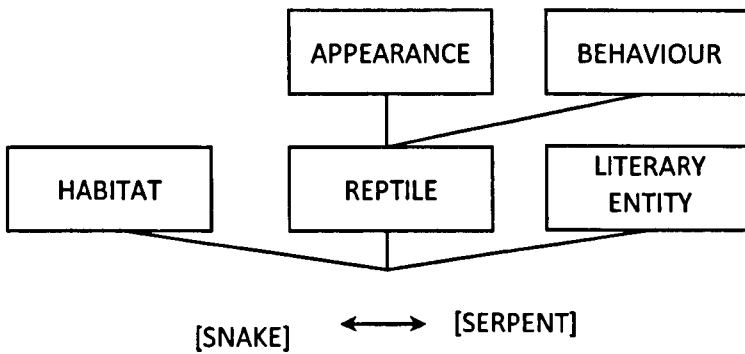 APPEARANCE
BEHAVIOUR
HABITAT
REPTILE
LITERARY
ENTITY
[SNAKE]
[SERPENT]